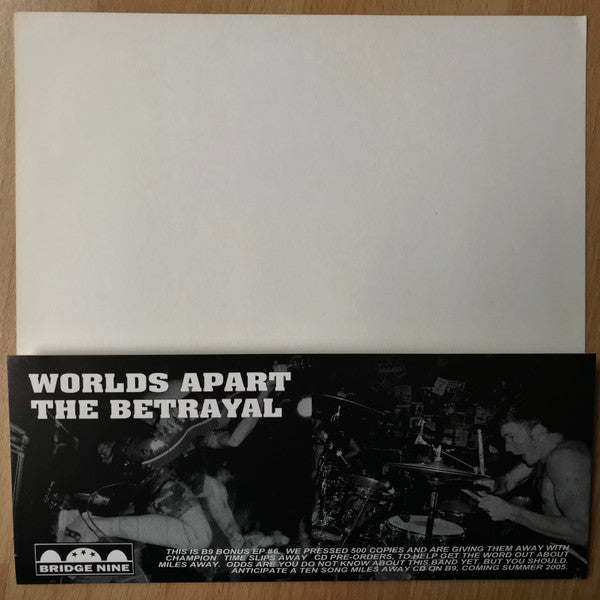 WORLDS APART
THE BETRAYAL
THIS IS B9 BONUS EP #6. WE PRESSED 500 COPIES AND ARE GIVING THEM AWAY WITH
CHAMPION TIME SLIPS AWAY CD PRE-ORDERS, TO HELP GET THE WORD OUT ABOUT
MILES AWAY. ODDS ARE YOU DO NOT KNOW ABOUT THIS BAND YET, BUT YOU SHOULD.
ANTICIPATE A TEN SONG MILES AWAY CD ON B9, COMING SUMMER 2005.
BRIDGE NINE